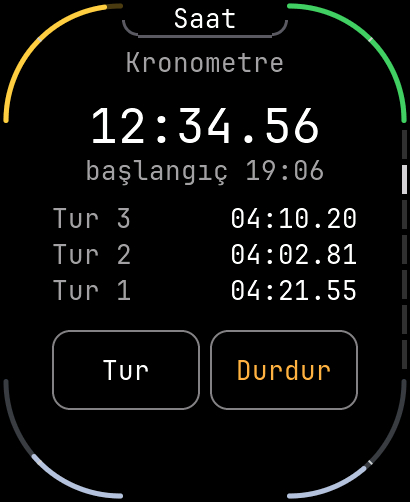 Saat
Kronometre
12:34.56
başlangıç 19:06
Tur 3 04:10.20
Tur 2 04:02.81
Tur 1 04:21.55
Tur Durdur